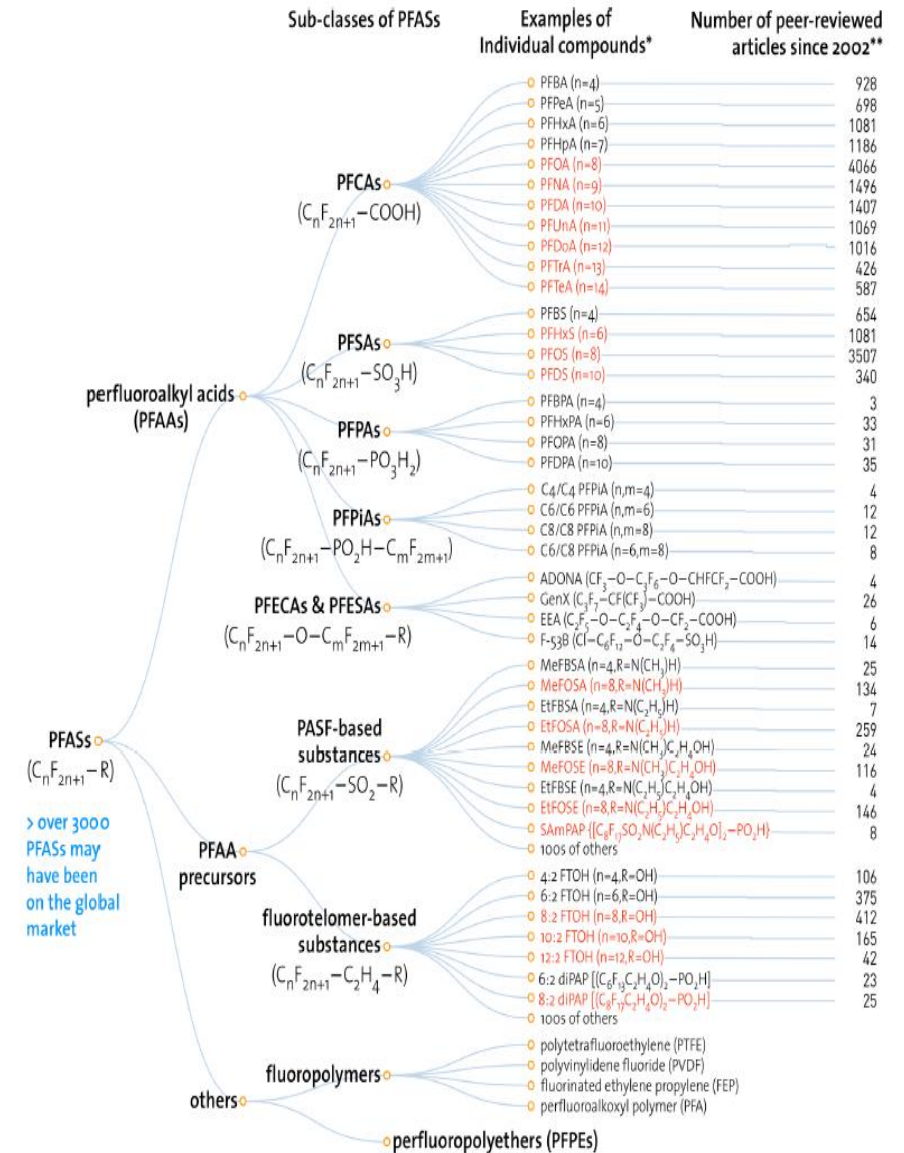 Sub-classes of PFASs
Examples of
Individual compounds*
Number of peer-reviewed
articles since 2002**
PFBA (n=4) 928
PFPeA (n=5) 698
PFHxA (n=6) 1081
PFHpA (n=7) 1186
PFOA (n=8) 4066
PFNA (n=9) 1496
PFDA (n=10) 1407
PFUnA (n=11) 1069
PFDoA (n=12) 1016
PFTrA (n=13) 426
PFTeA (n=14) 587
PFCAs
(CnF2n+1–COOH)
PFBS (n=4) 654
PFHxS (n=6) 1081
PFOS (n=8) 3507
PFDS (n=10) 340
PFSAs
(CnF2n+1–SO3H)
perfluoroalkyl acids
(PFAAs)
PFBPA (n=4) 3
PFHxPA (n=6) 33
PFOPA (n=8) 31
PFDPA (n=10) 35
PFPAs
(CnF2n+1–PO3H2)
C4/C4 PFPiA (n,m=4) 4
C6/C6 PFPiA (n,m=6) 12
C8/C8 PFPiA (n,m=8) 12
C6/C8 PFPiA (n=6,m=8) 8
PFPiAs
(CnF2n+1–PO2H–CmF2m+1)
ADONA (CF3–O–C3F6–O–CHFCF2–COOH) 4
GenX (C3F7–CF(CF3)–COOH) 26
EEA (C2F5–O–C2F4–O–CF2–COOH) 6
F-53B (Cl–C6F12–O–C2F4–SO3H) 14
PFECAs & PFESAs
(CnF2n+1–O–CmF2m+1–R)
MeFBSA (n=4,R=N(CH3)H) 25
MeFOSA (n=8,R=N(CH3)H) 134
EtFBSA (n=4,R=N(C2H5)H) 7
EtFOSA (n=8,R=N(C2H5)H) 259
MeFBSE (n=4,R=N(CH3)C2H4OH) 24
MeFOSE (n=8,R=N(CH3)C2H4OH) 116
EtFBSE (n=4,R=N(C2H5)C2H4OH) 4
EtFOSE (n=8,R=N(C2H5)C2H4OH) 146
SAmPAP {[C8F17SO2N(C2H5)C2H4O]2–PO2H} 8
100s of others
PASF-based
substances
(CnF2n+1–SO2–R)
PFASs
(CnF2n+1–R)
> over 3000
PFASs may
have been
on the global
market
PFAA
precursors
4:2 FTOH (n=4,R=OH) 106
6:2 FTOH (n=6,R=OH) 375
8:2 FTOH (n=8,R=OH) 412
10:2 FTOH (n=10,R=OH) 165
12:2 FTOH (n=12,R=OH) 42
6:2 diPAP [(C6F13C2H4O)2–PO2H] 23
8:2 diPAP [(C8F17C2H4O)2–PO2H] 25
100s of others
fluorotelomer-based
substances
(CnF2n+1–C2H4–R)
polytetrafluoroethylene (PTFE)
polyvinylidene fluoride (PVDF)
fluorinated ethylene propylene (FEP)
perfluoroalkoxyl polymer (PFA)
fluoropolymers
others
perfluoropolyethers (PFPEs)